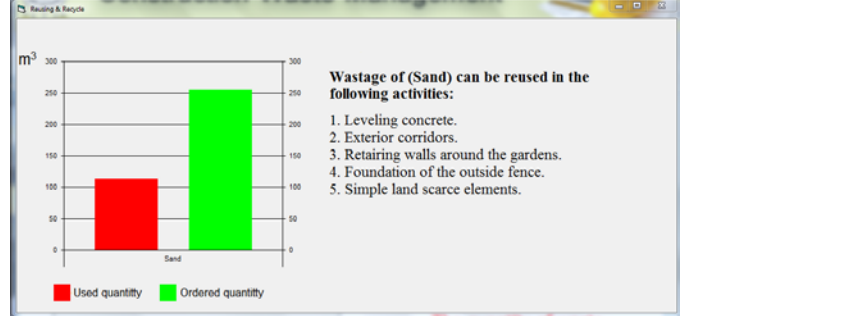 Reusing & Recycle
m3
300
250
200
150
100
50
0
300
250
200
150
100
50
0
Sand
Used quantitty
Ordered quantitty
Wastage of (Sand) can be reused in the
following activities:
1. Leveling concrete.
2. Exterior corridors.
3. Retairing walls around the gardens.
4. Foundation of the outside fence.
5. Simple land scarce elements.